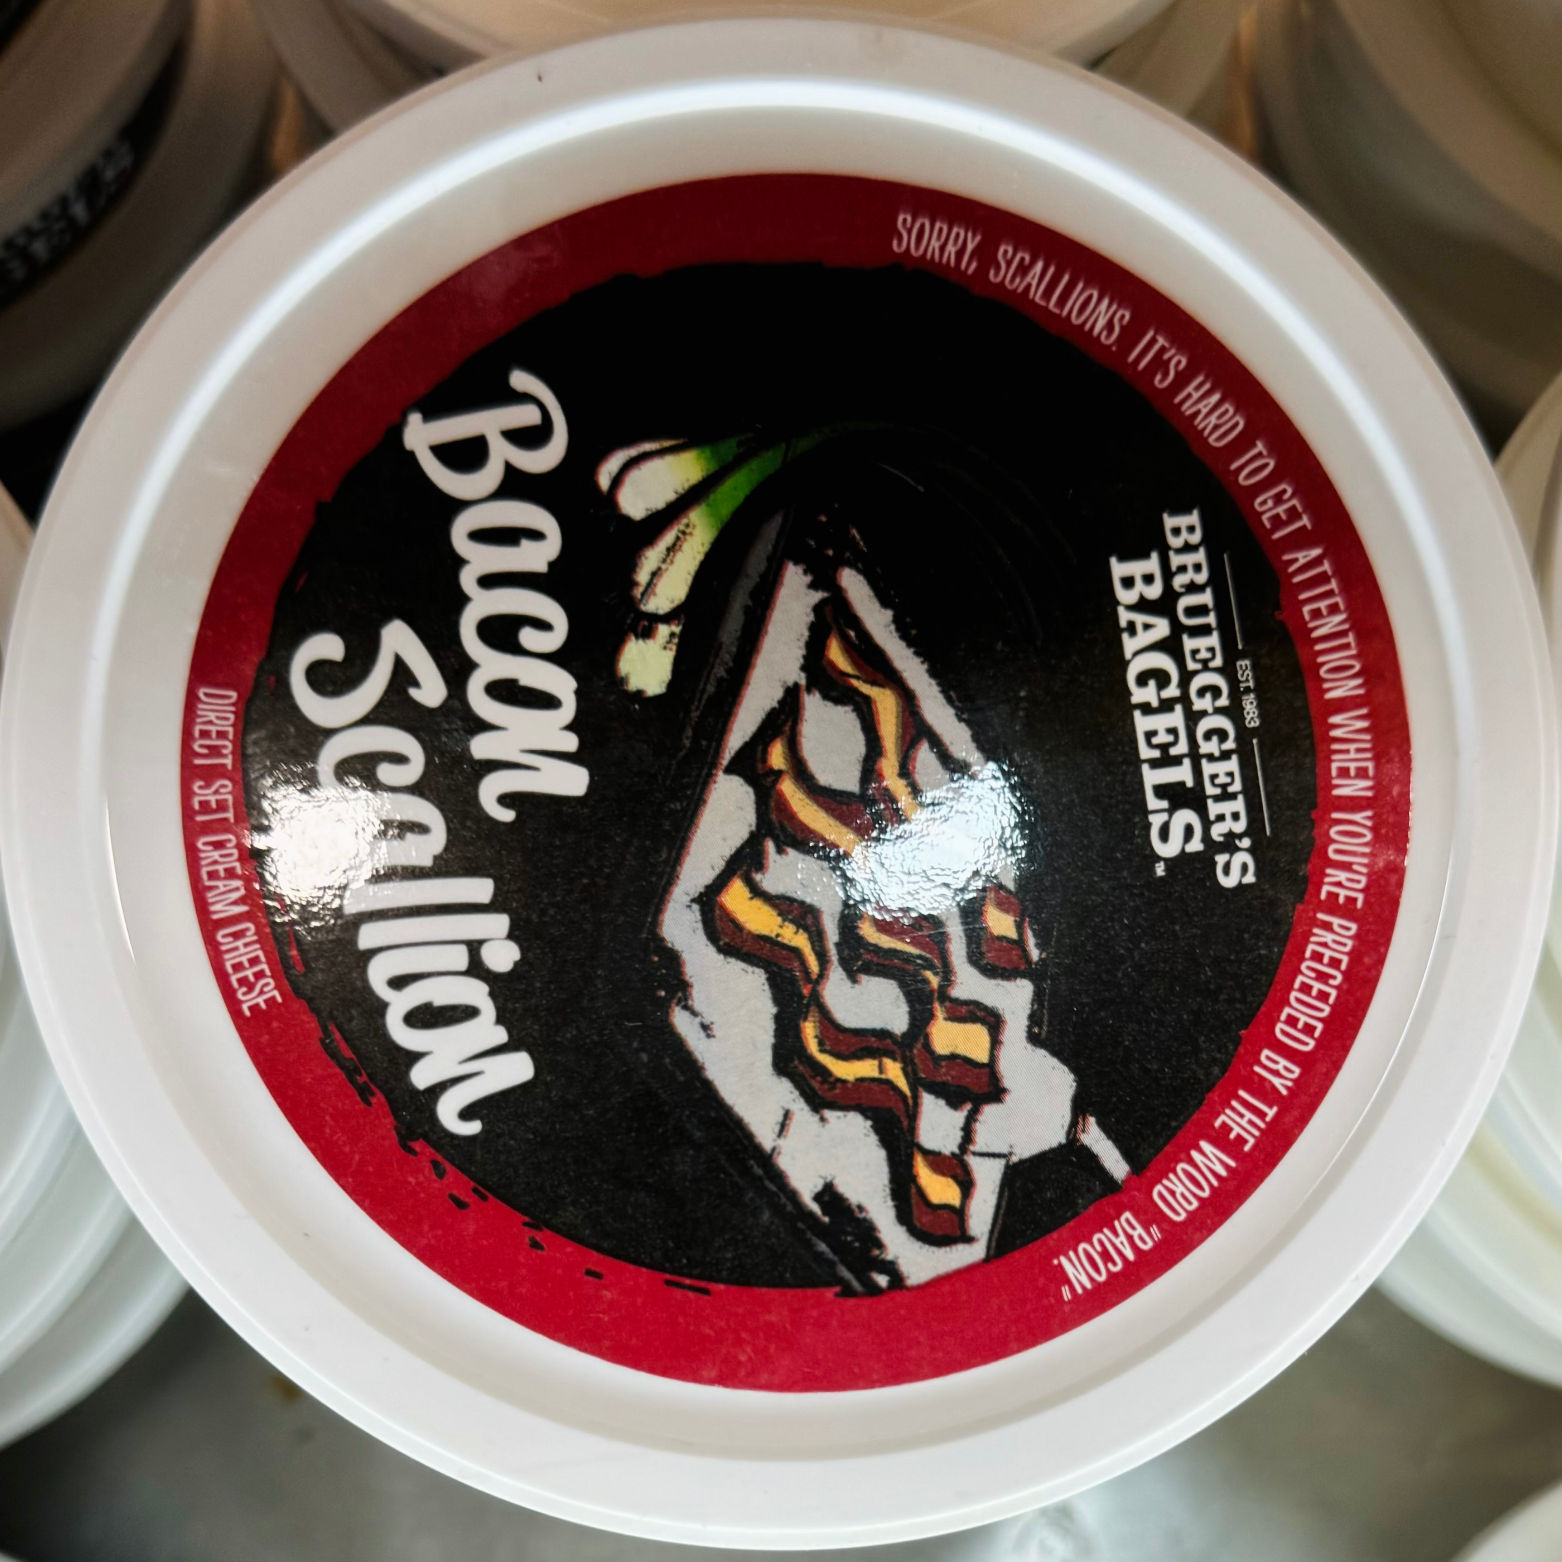 SORRY, SCALLIONS. IT'S HARD TO GET ATTENTION WHEN YOU'RE PRECEDED BY THE WORD "BACON."
EST. 1983
BRUEGGER'S
BAGELS™
Bacon
Scallion
DIRECT SET CREAM CHEESE